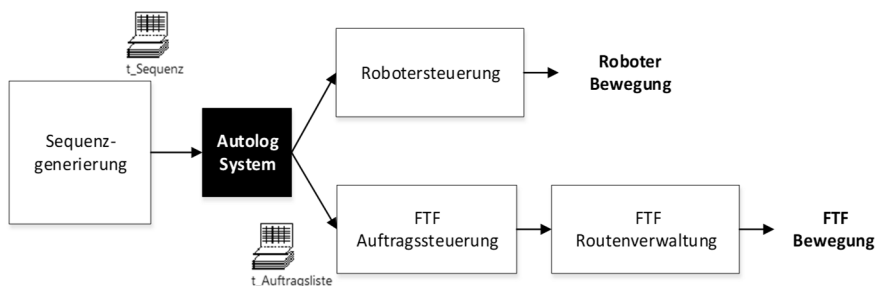 t_Sequenz
Sequenz-
generierung
Autolog
System
Robotersteuerung
Roboter
Bewegung
t_Auftragsliste
FTF
Auftragssteuerung
FTF
Routenverwaltung
FTF
Bewegung